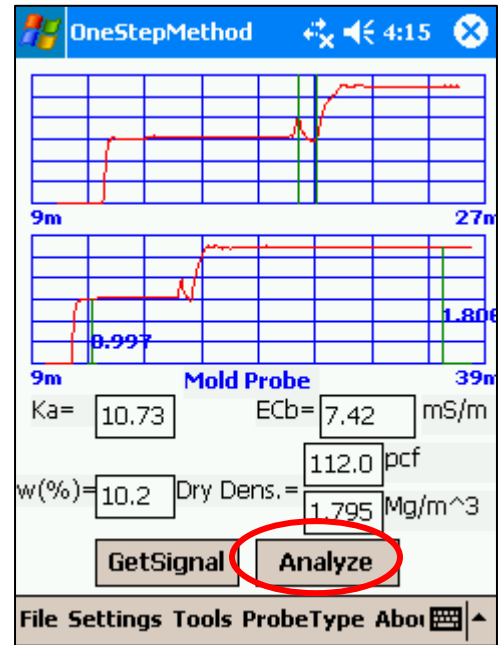 OneStepMethod 4:15
9m 27m
0.997 1.806
9m Mold Probe 39m
Ka= 10.73 ECb= 7.42 mS/m
112.0 pcf
w(%)= 10.2 Dry Dens.= 1.795 Mg/m^3
GetSignal Analyze
File Settings Tools ProbeType Abou